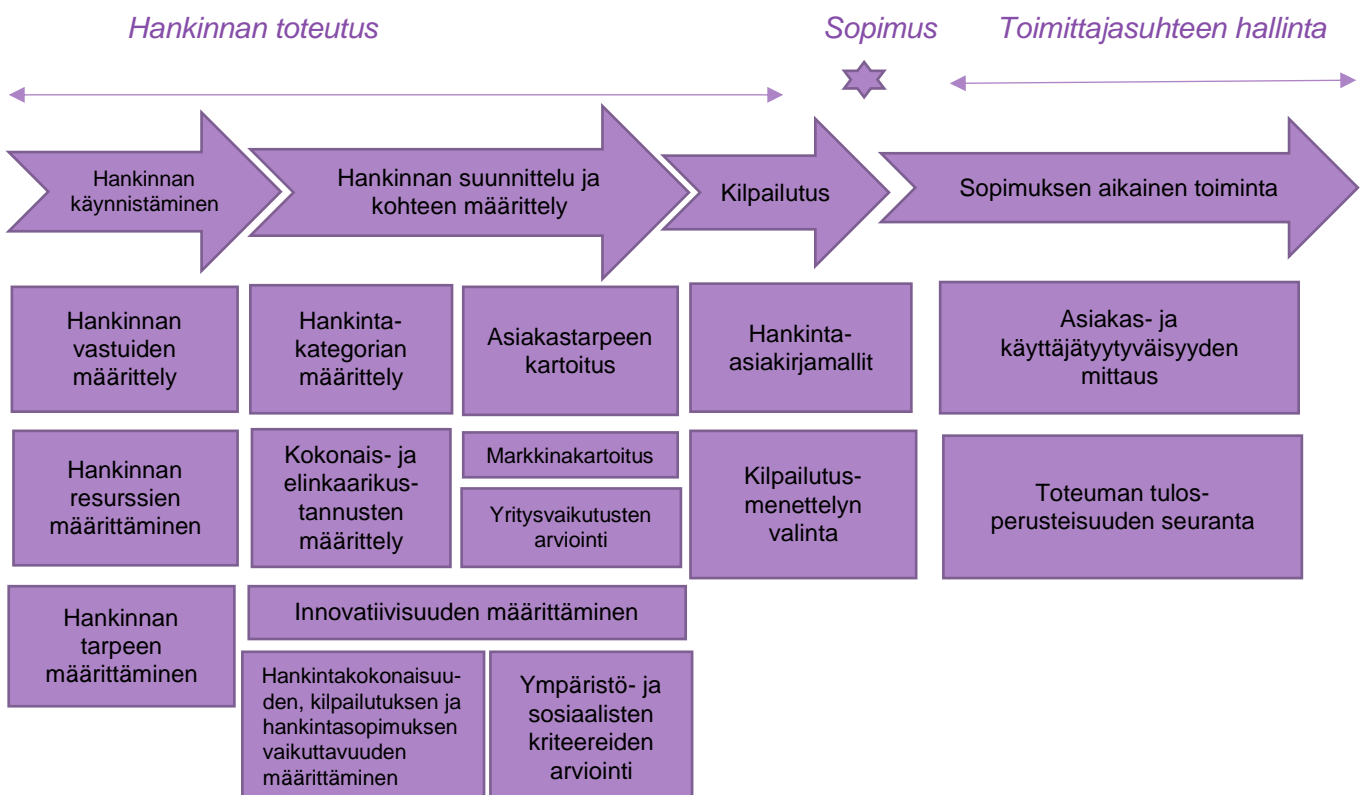 Hankinnan toteutus
Sopimus
Toimittajasuhteen hallinta
Hankinnan
käynnistäminen
Hankinnan suunnittelu ja
kohteen määrittely
Kilpailutus
Sopimuksen aikainen toiminta
Hankinnan
vastuiden
määrittely
Hankinta-
kategorian
määrittely
Asiakastarpeen
kartoitus
Hankinta-
asiakirjamallit
Asiakas- ja
käyttäjätyytyväisyyden
mittaus
Hankinnan
resurssien
määrittäminen
Kokonais- ja
elinkaarikus-
tannusten
määrittely
Markkinakartoitus
Yritysvaikutusten
arviointi
Kilpailutus-
menettelyn
valinta
Toteuman tulos-
perusteisuuden seuranta
Hankinnan
tarpeen
määrittäminen
Innovatiivisuuden määrittäminen
Hankintakokonaisuu-
den, kilpailutuksen ja
hankintasopimuksen
vaikuttavuuden
määrittäminen
Ympäristö- ja
sosiaalisten
kriteereiden
arviointi